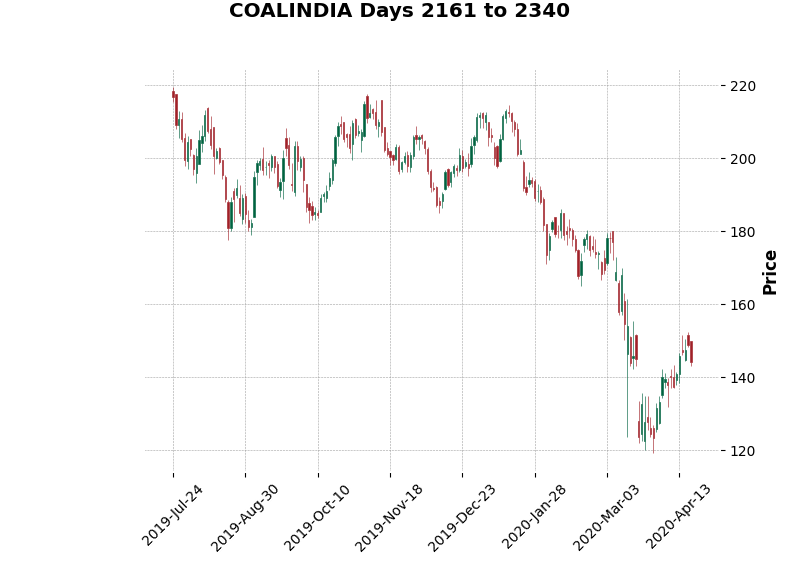 COALINDIA Days 2161 to 2340
220
200
180
160
140
120
Price
2019-Jul-24
2019-Aug-30
2019-Oct-10
2019-Nov-18
2019-Dec-23
2020-Jan-28
2020-Mar-03
2020-Apr-13